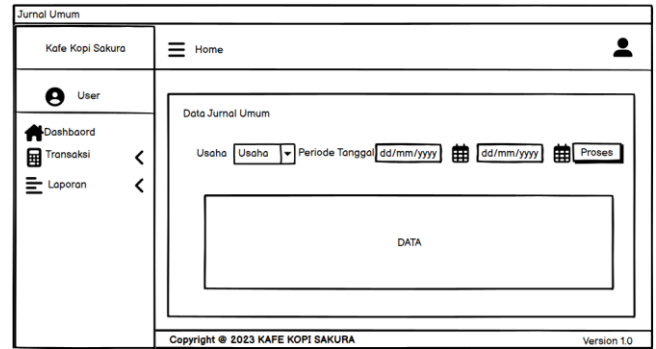 Jurnal Umum
Kafe Kopi Sakura
Home
User
Dashbaord
Transaksi
Laporan
Data Jurnal Umum
Usaha Usaha Periode Tanggal dd/mm/yyyy dd/mm/yyyy Proses
DATA
Copyright @ 2023 KAFE KOPI SAKURA Version 1.0